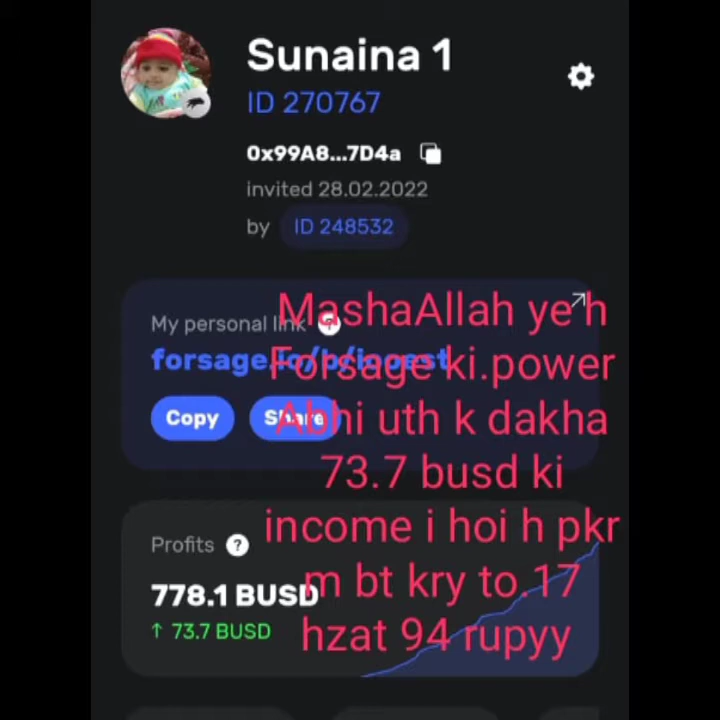 Sunaina 1
ID 270767
0x99A8...7D4a
invited 28.02.2022
by ID 248532
My personal link ?
forsage.io/b/
Copy Share
MashaAllah ye h
Forsage ki.power
Abhi uth k dakha
73.7 busd ki
income i hoi h pkr
m bt kry to.17
hzat 94 rupyy
Profits ?
778.1 BUSD
↑ 73.7 BUSD